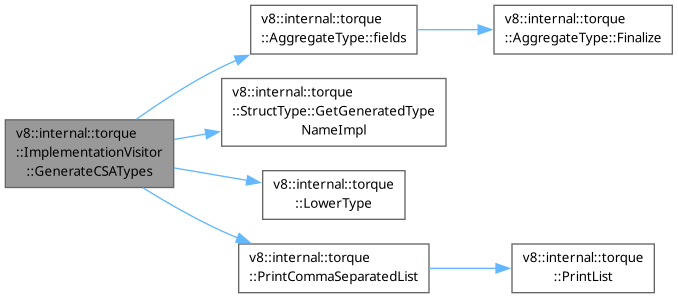 v8::internal::torque
::ImplementationVisitor
::GenerateCSATypes
v8::internal::torque
::AggregateType::fields
v8::internal::torque
::AggregateType::Finalize
v8::internal::torque
::StructType::GetGeneratedType
NameImpl
v8::internal::torque
::LowerType
v8::internal::torque
::PrintCommaSeparatedList
v8::internal::torque
::PrintList